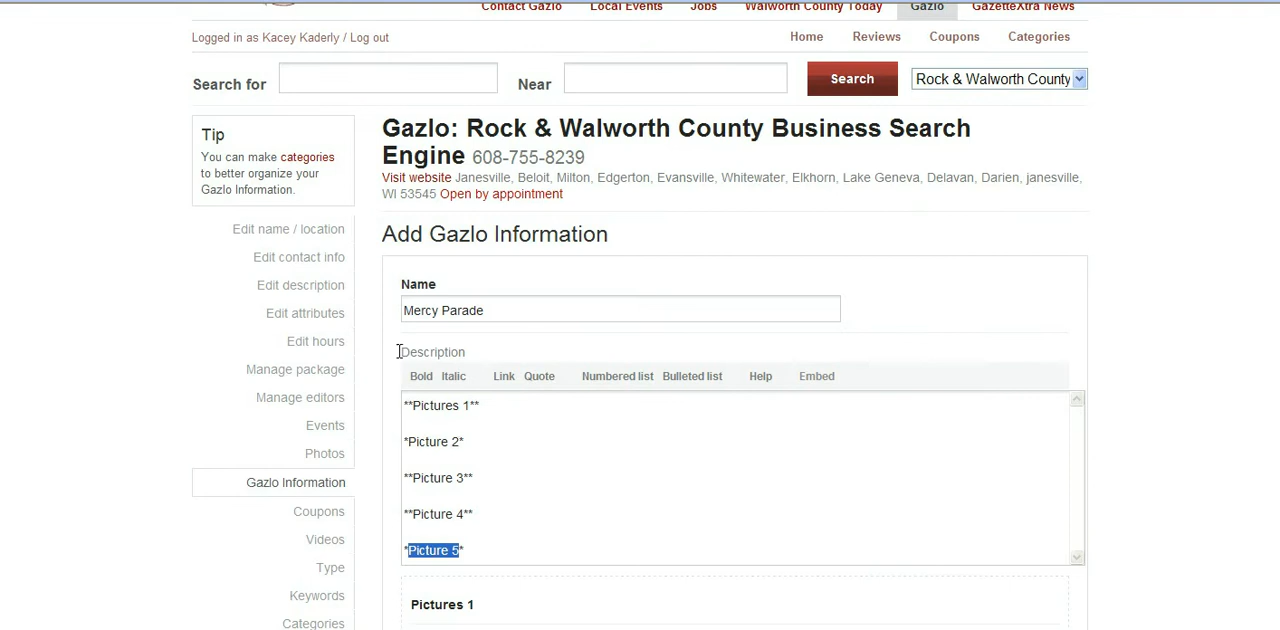 Contact Gazlo Local Events Jobs Walworth County Today Gazlo GazetteXtra News
Logged in as Kacey Kaderly / Log out
Home Reviews Coupons Categories
Search for Near Search Rock & Walworth County
Tip
You can make categories
to better organize your
Gazlo Information.
Edit name / location
Edit contact info
Edit description
Edit attributes
Edit hours
Manage package
Manage editors
Events
Photos
Gazlo Information
Coupons
Videos
Type
Keywords
Categories
Gazlo: Rock & Walworth County Business Search
Engine 608-755-8239
Visit website Janesville, Beloit, Milton, Edgerton, Evansville, Whitewater, Elkhorn, Lake Geneva, Delavan, Darien, janesville,
WI 53545 Open by appointment
Add Gazlo Information
Name
Mercy Parade
Description
Bold Italic Link Quote Numbered list Bulleted list Help Embed
**Pictures 1**
*Picture 2*
**Picture 3**
**Picture 4**
*Picture 5*
Pictures 1